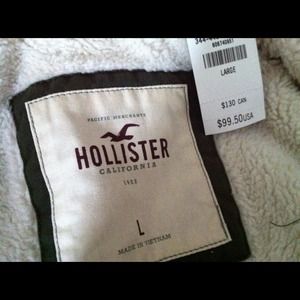 LARGE
$130 CAN
$99.50USA
PACIFIC MERCHANTS
HOLLISTER
CALIFORNIA
1922
L
MADE IN VIETNAM